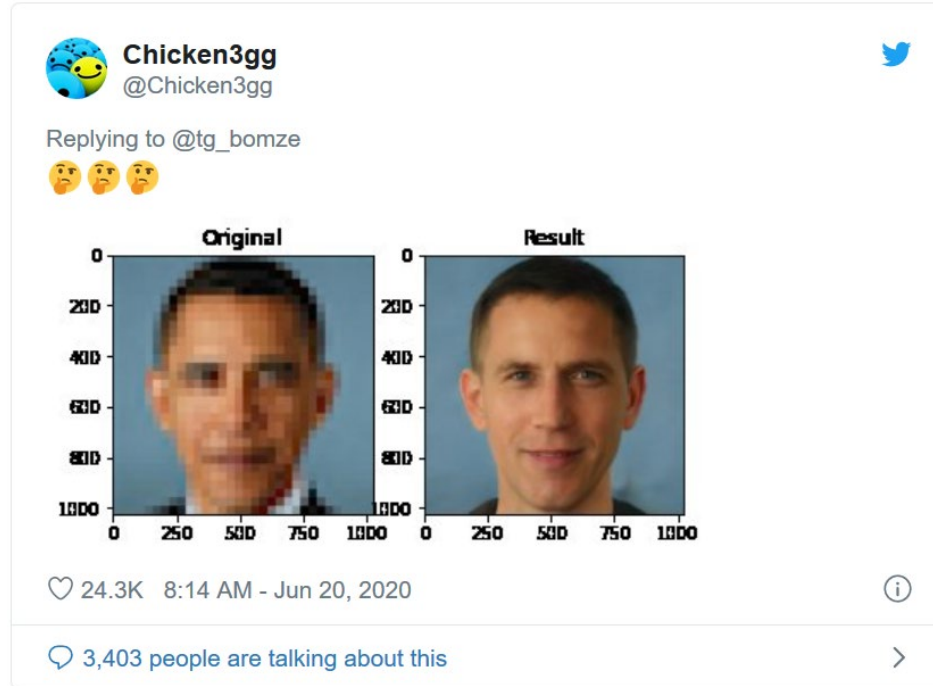 Chicken3gg
@Chicken3gg
Replying to @tg_bomze
🤔🤔🤔
Original Result
0 0
200 200
400 400
600 600
800 800
1000 1000
0 250 500 750 1000 0 250 500 750 1000
24.3K 8:14 AM - Jun 20, 2020
3,403 people are talking about this